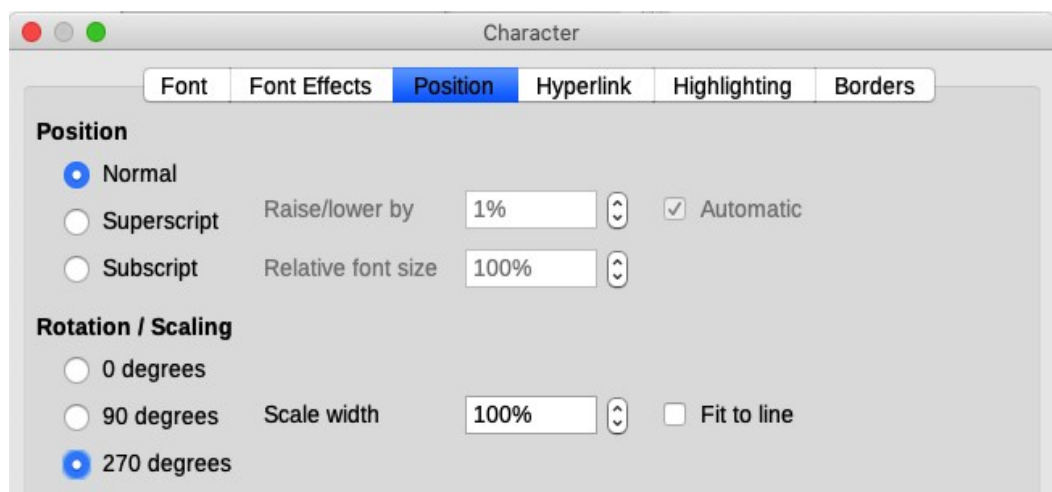 Character
Font Font Effects Position Hyperlink Highlighting Borders
Position
Normal
Superscript Raise/lower by 1% Automatic
Subscript Relative font size 100%
Rotation / Scaling
0 degrees
90 degrees Scale width 100% Fit to line
270 degrees